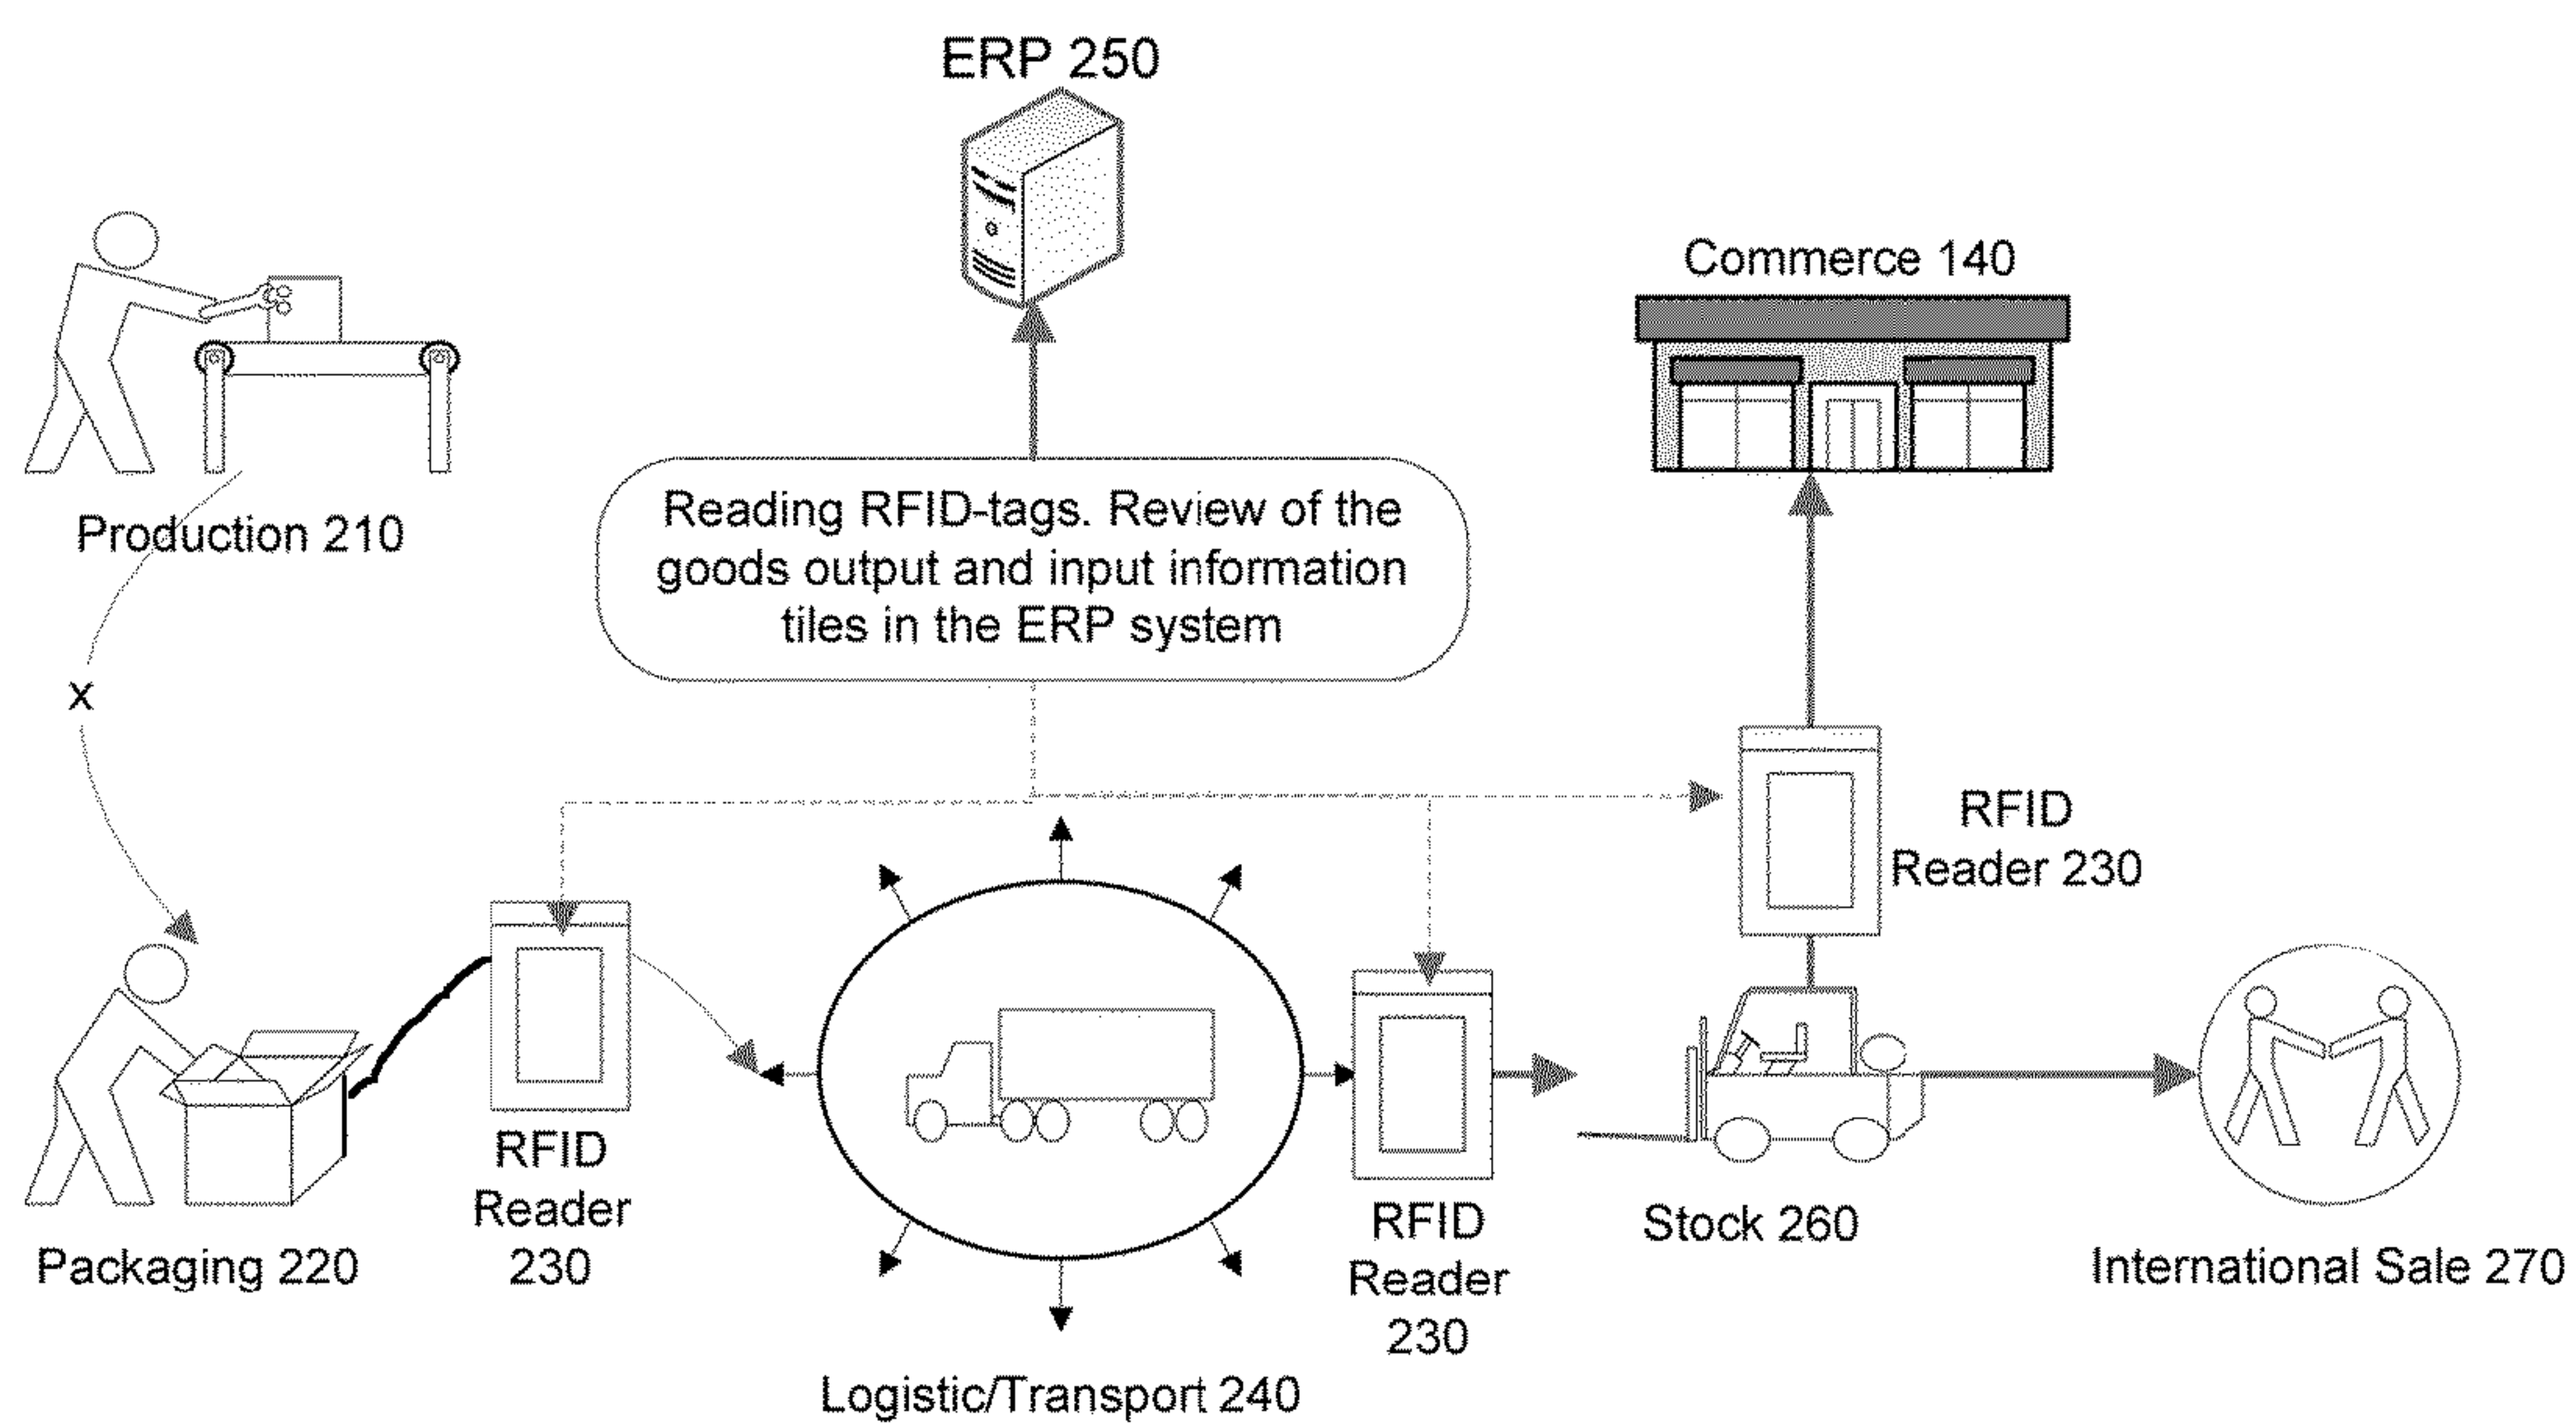 ERP 250
Commerce 140
Production 210
Reading RFID-tags. Review of the
goods output and input information
tiles in the ERP system
x
RFID
Reader 230
RFID
Reader
230
RFID
Reader
230
Stock 260
Packaging 220
International Sale 270
Logistic/Transport 240